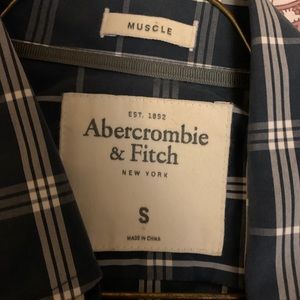 MUSCLE
EST. 1892
Abercrombie
& Fitch
NEW YORK
S
MADE IN CHINA